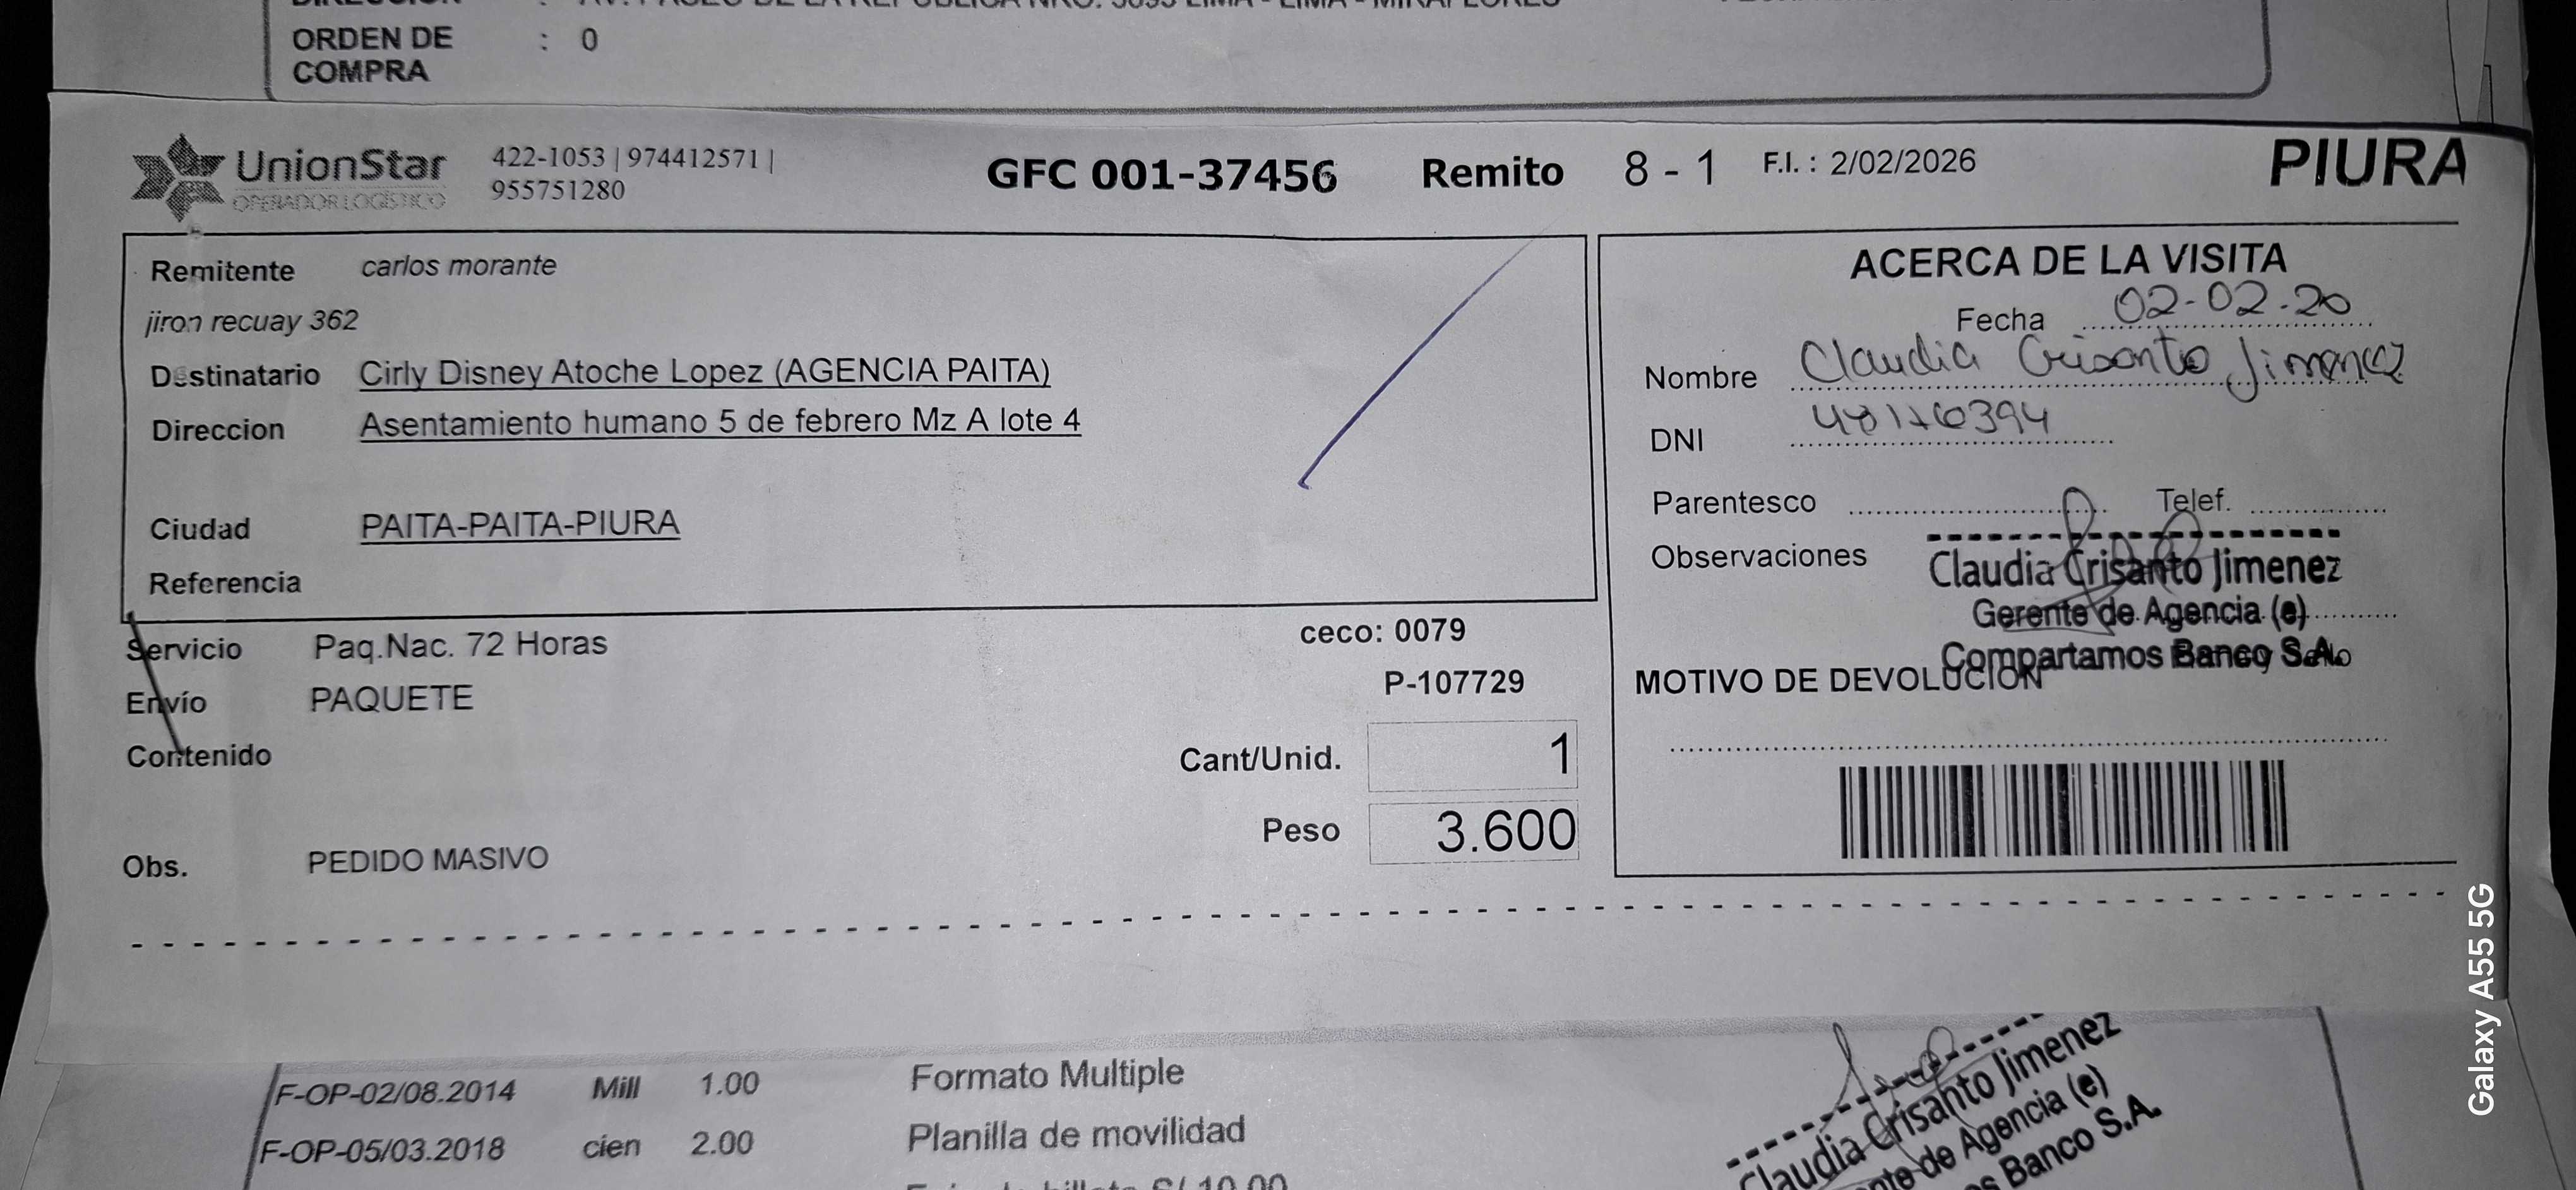 ORDEN DE : 0
COMPRA
UnionStar
OPERADOR LOGÍSTICO
422-1053 | 974412571 |
955751280
GFC 001-37456 Remito 8 - 1 F.I. : 2/02/2026 PIURA
Remitente carlos morante
jiron recuay 362
Destinatario Cirly Disney Atoche Lopez (AGENCIA PAITA)
Direccion Asentamiento humano 5 de febrero Mz A lote 4
Ciudad PAITA-PAITA-PIURA
Referencia
Servicio Paq.Nac. 72 Horas
ceco: 0079
Envío PAQUETE
P-107729
Contenido
Cant/Unid. 1
Peso 3.600
Obs. PEDIDO MASIVO
ACERCA DE LA VISITA
Fecha 02-02-20
Nombre Claudia Crisanto Jimenez
DNI
Parentesco Telef.
Observaciones
Claudia Crisanto Jimenez
Gerente de Agencia (e)
Compartamos Banco S.A.
MOTIVO DE DEVOLUCION
F-OP-02/08.2014 Mill 1.00 Formato Multiple
F-OP-05/03.2018 cien 2.00 Planilla de movilidad
Claudia Crisanto Jimenez
de Agencia (e)
Banco S.A.
Galaxy A55 5G